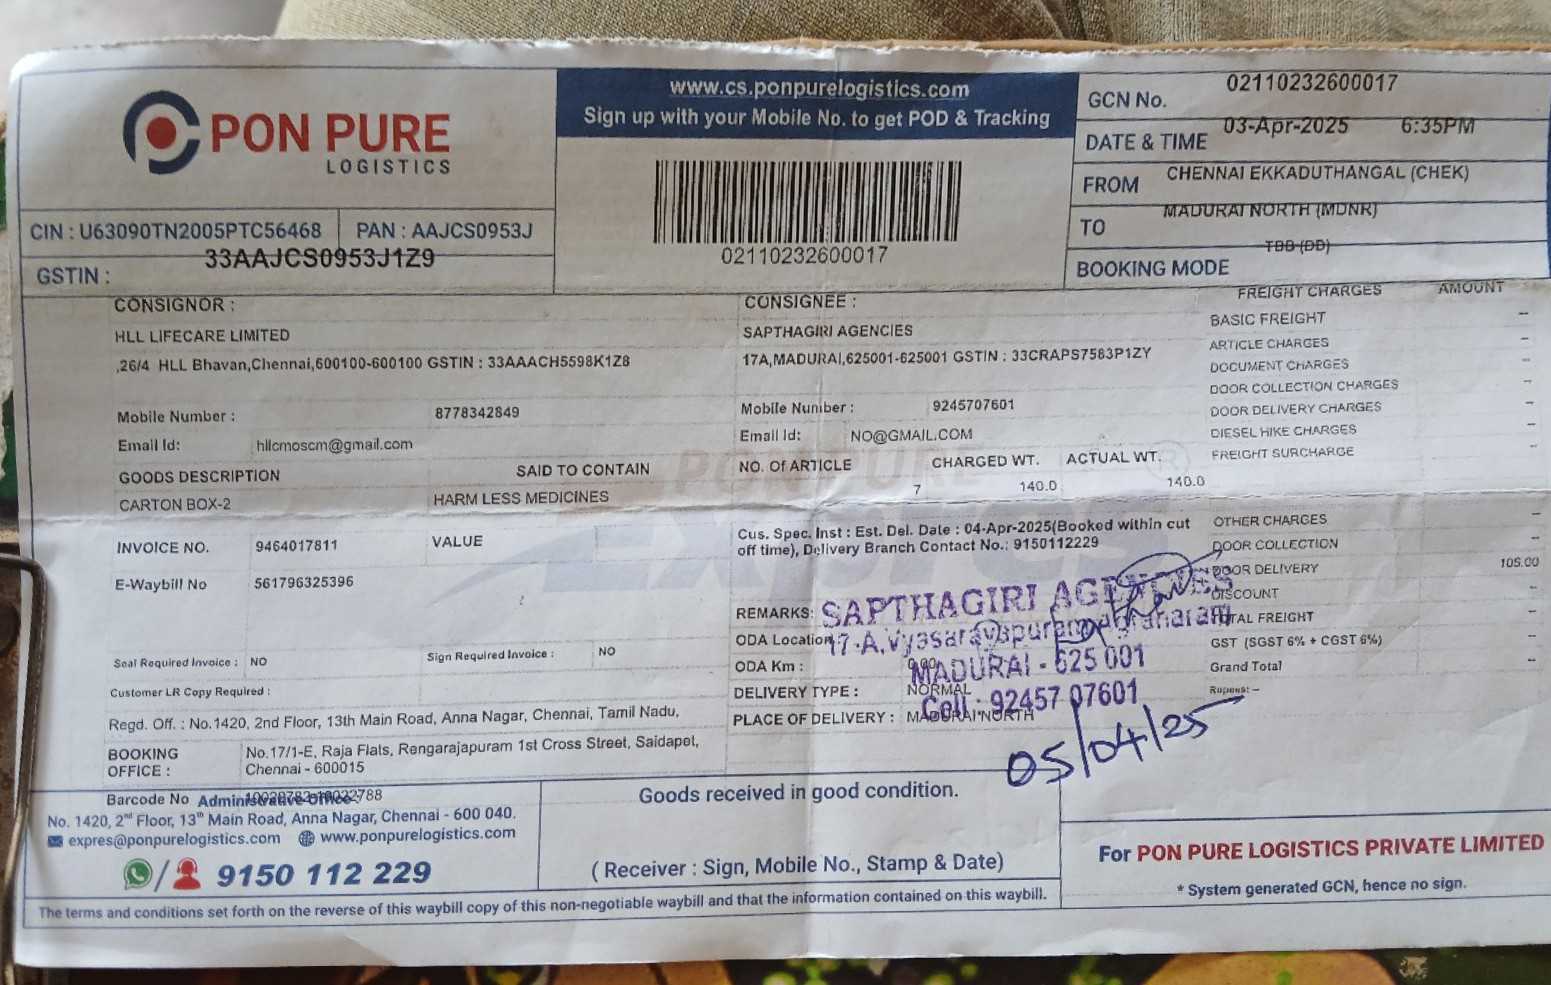 PON PURE
LOGISTICS
www.cs.ponpurelogistics.com
Sign up with your Mobile No. to get POD & Tracking
02110232600017
GCN No. 02110232600017
DATE & TIME 03-Apr-2025 6:35PM
FROM CHENNAI EKKADUTHANGAL (CHEK)
TO MADURAI NORTH (MDNR)
BOOKING MODE TBB (DD)
CIN : U63090TN2005PTC56468 PAN : AAJCS0953J
GSTIN : 33AAJCS0953J1Z9
CONSIGNOR :
HLL LIFECARE LIMITED
,26/4 HLL Bhavan,Chennai,600100-600100 GSTIN : 33AAACH5598K1Z8
Mobile Number : 8778342849
Email Id: hllcmoscm@gmail.com
GOODS DESCRIPTION SAID TO CONTAIN
CARTON BOX-2 HARM LESS MEDICINES
INVOICE NO. 9464017811 VALUE
E-Waybill No 561796325396
Seal Required Invoice : NO Sign Required Invoice : NO
Customer LR Copy Required :
Regd. Off. : No.1420, 2nd Floor, 13th Main Road, Anna Nagar, Chennai, Tamil Nadu,
BOOKING OFFICE : No.17/1-E, Raja Flats, Rengarajapuram 1st Cross Street, Saidapet,
Chennai - 600015
CONSIGNEE :
SAPTHAGIRI AGENCIES
17A,MADURAI,625001-625001 GSTIN : 33CRAPS7583P1ZY
Mobile Number : 9245707601
Email Id: NO@GMAIL.COM
NO. Of ARTICLE CHARGED WT. ACTUAL WT.
7 140.0 140.0
Cus. Spec. Inst : Est. Del. Date : 04-Apr-2025(Booked within cut
off time), Delivery Branch Contact No.: 9150112229
REMARKS:
ODA Location
ODA Km : 0.00
DELIVERY TYPE : NORMAL
PLACE OF DELIVERY : MADURAI NORTH
SAPTHAGIRI AGENCIES
17-A, Vyasarayapuram Agraharam
MADURAI - 625 001
Cell : 92457 07601
05/04/25
FREIGHT CHARGES AMOUNT
BASIC FREIGHT --
ARTICLE CHARGES --
DOCUMENT CHARGES --
DOOR COLLECTION CHARGES --
DOOR DELIVERY CHARGES --
DIESEL HIKE CHARGES --
FREIGHT SURCHARGE --
OTHER CHARGES --
DOOR COLLECTION --
DOOR DELIVERY 105.00
DISCOUNT --
TOTAL FREIGHT --
GST (SGST 6% + CGST 6%) --
Grand Total --
Rupees: --
Barcode No
Administrative Office :
No. 1420, 2nd Floor, 13th Main Road, Anna Nagar, Chennai - 600 040.
expres@ponpurelogistics.com www.ponpurelogistics.com
9150 112 229
Goods received in good condition.
( Receiver : Sign, Mobile No., Stamp & Date)
For PON PURE LOGISTICS PRIVATE LIMITED
* System generated GCN, hence no sign.
The terms and conditions set forth on the reverse of this waybill copy of this non-negotiable waybill and that the information contained on this waybill.